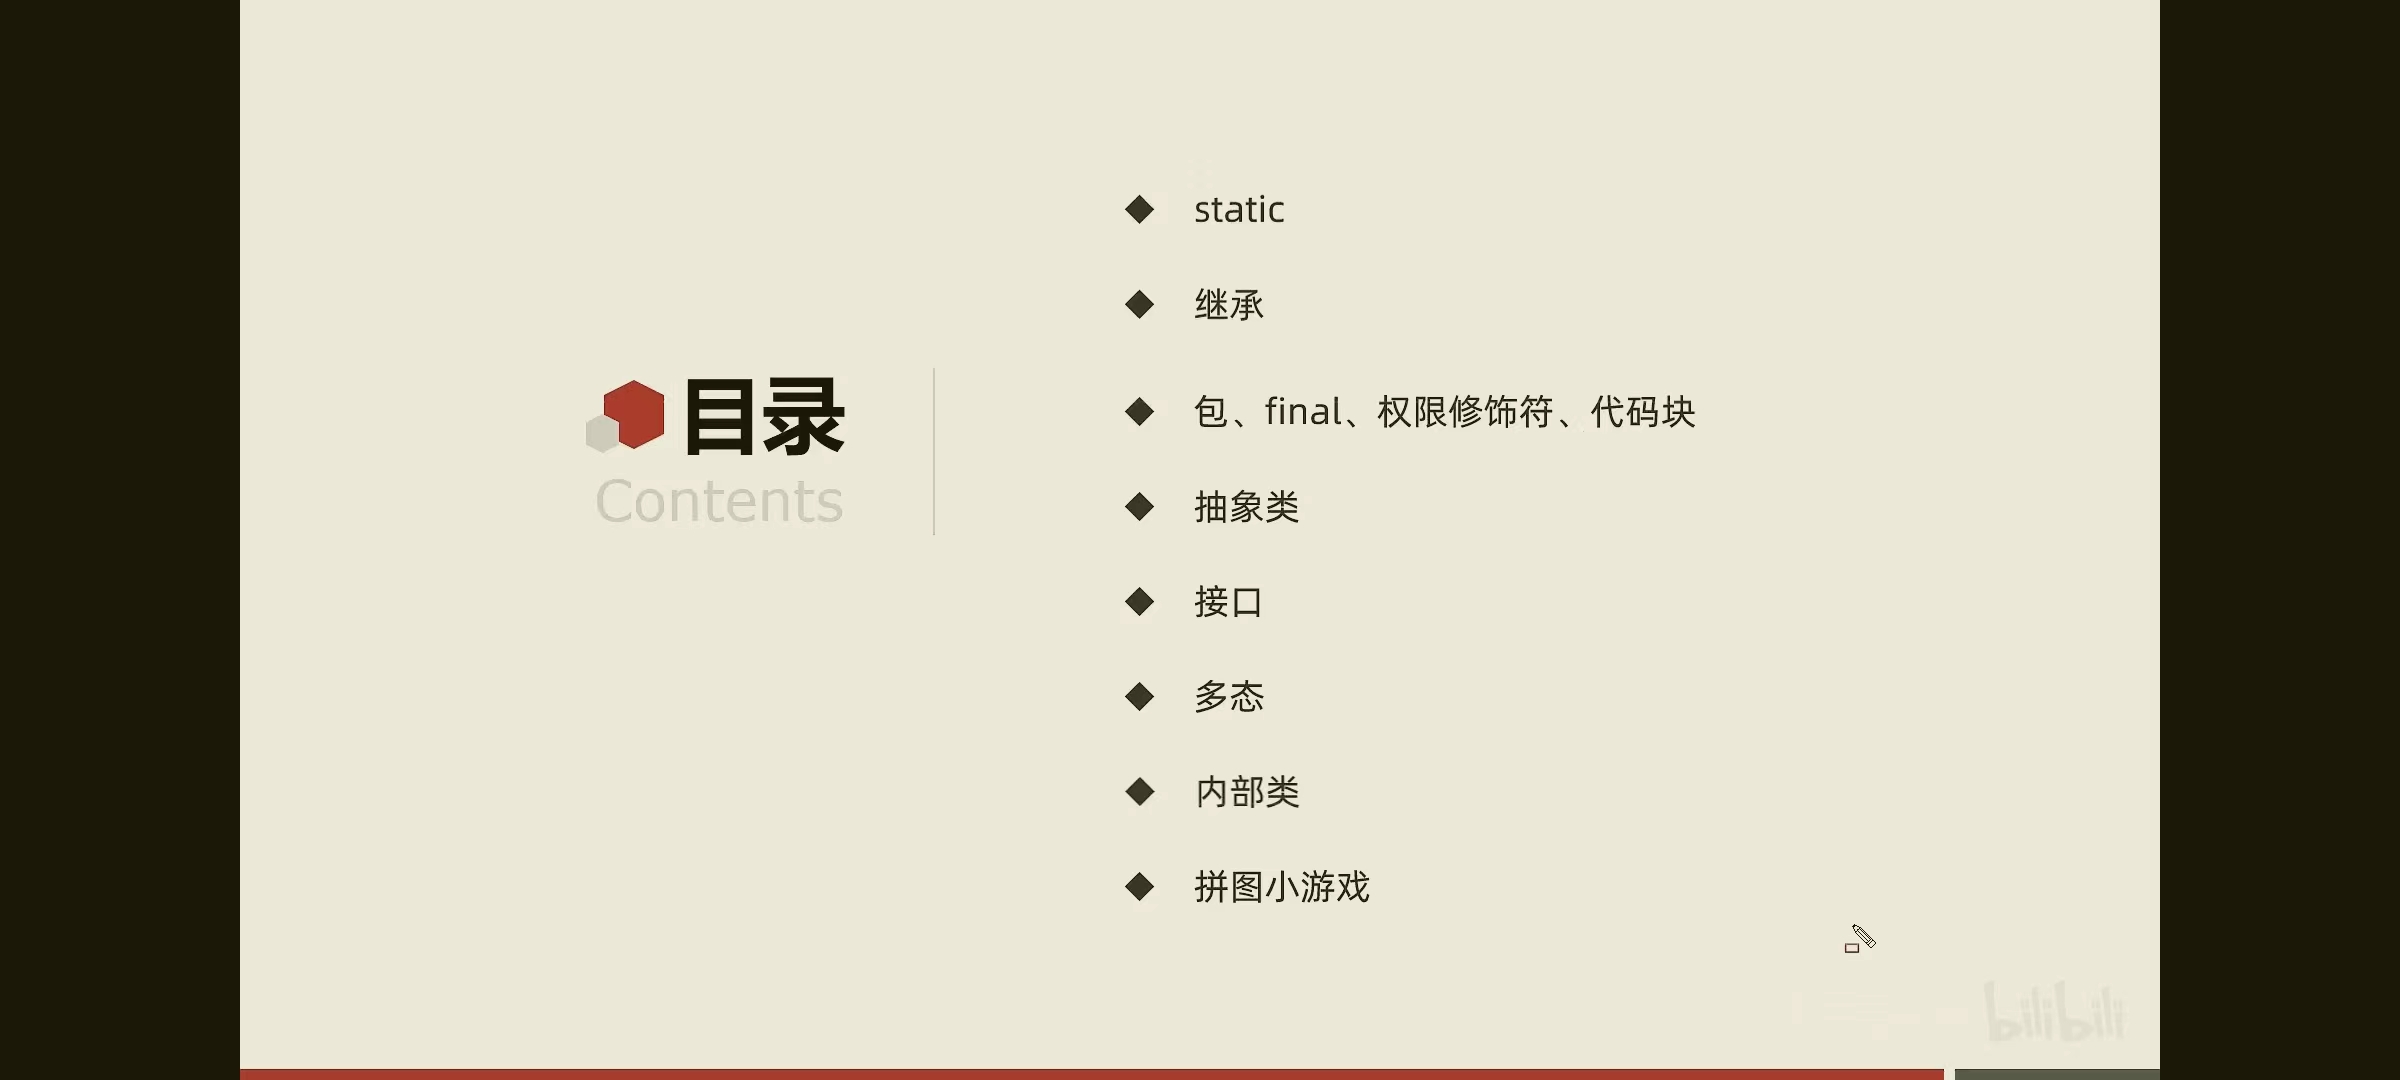 目录
Contents
static
继承
包、final、权限修饰符、代码块
抽象类
接口
多态
内部类
拼图小游戏
bilibili